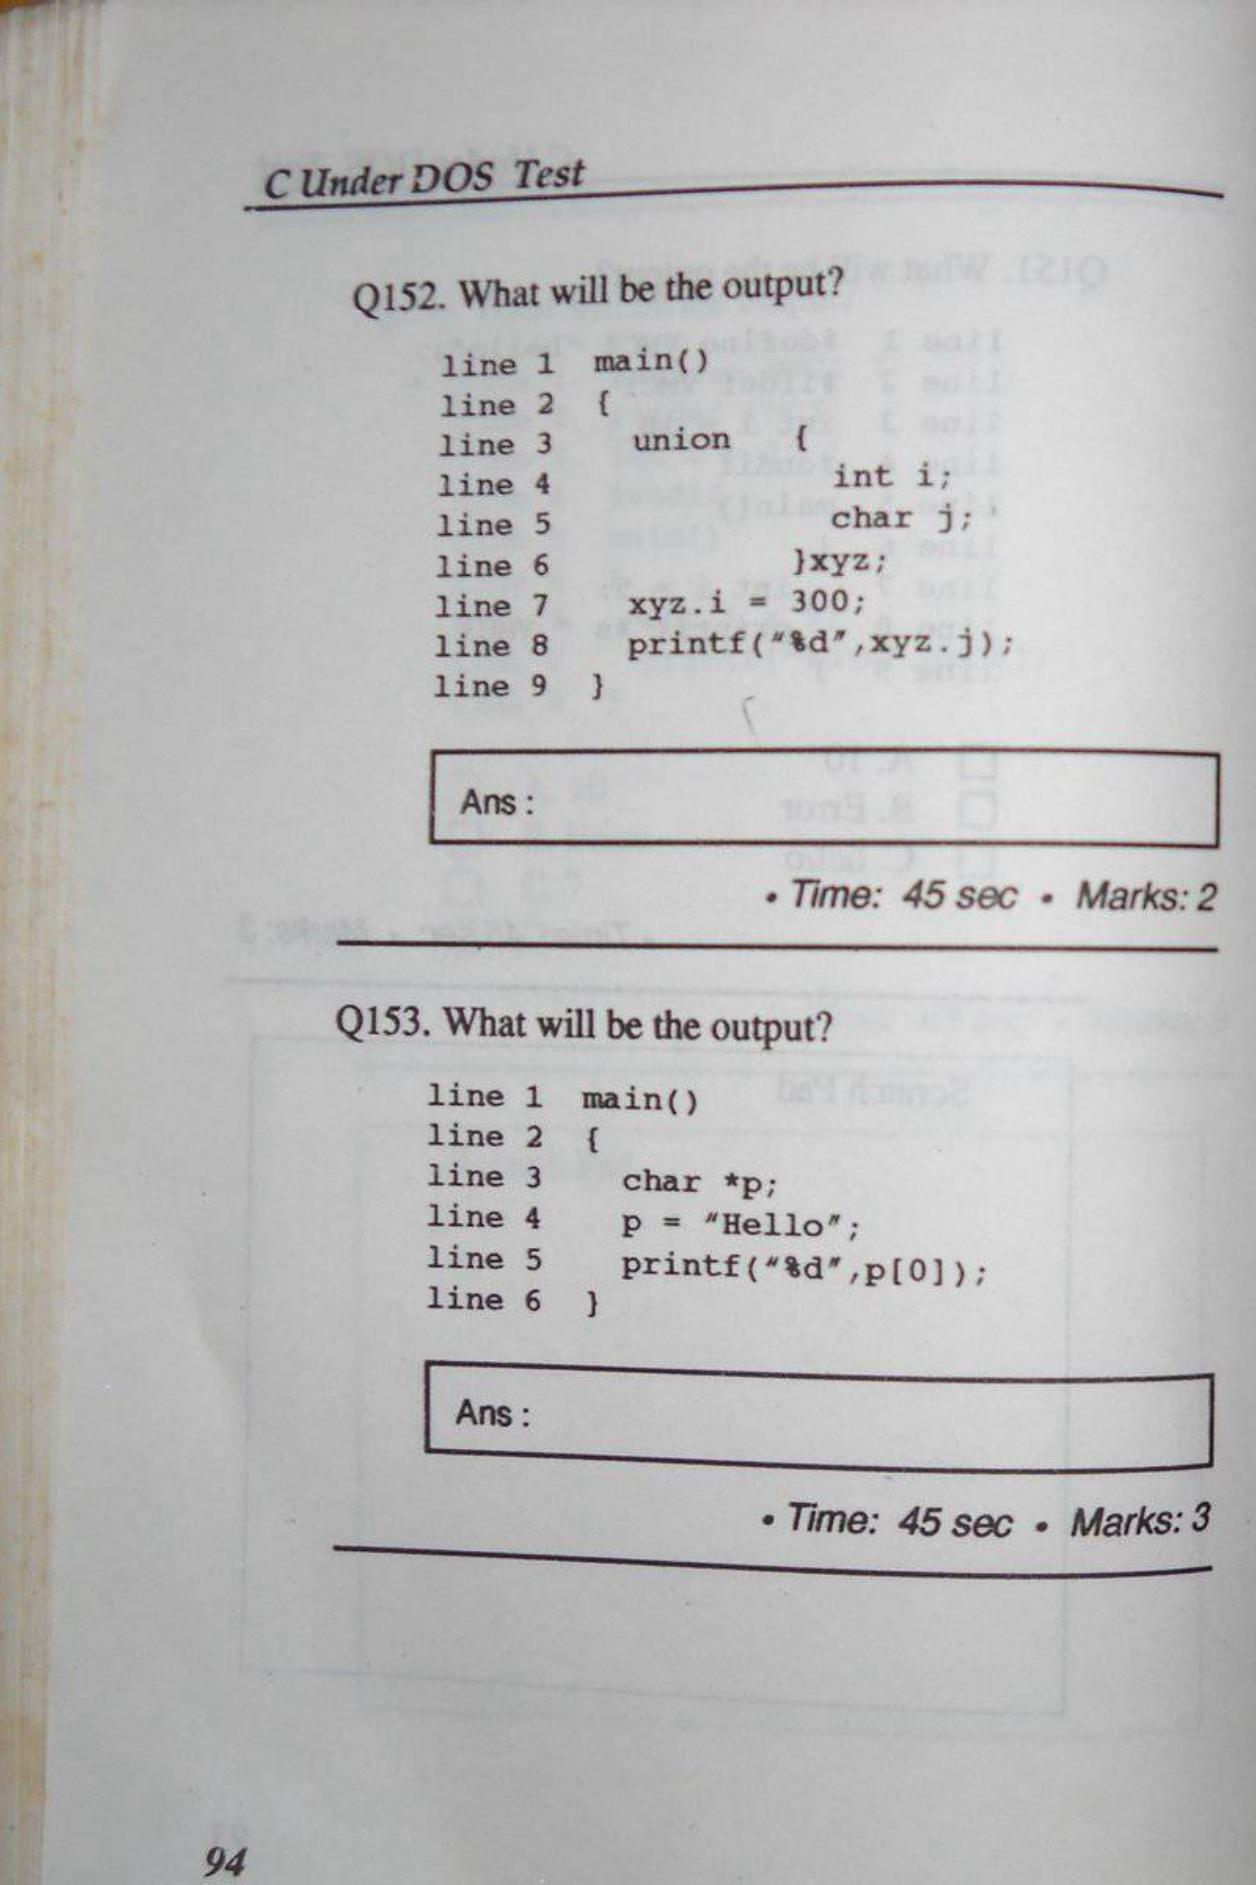 C Under DOS Test
Q152. What will be the output?
line 1 main()
line 2 {
line 3 union {
line 4 int i;
line 5 char j;
line 6 }xyz;
line 7 xyz.i = 300;
line 8 printf("%d",xyz.j);
line 9 }
Ans :
• Time: 45 sec • Marks: 2
Q153. What will be the output?
line 1 main()
line 2 {
line 3 char *p;
line 4 p = "Hello";
line 5 printf("%d",p[0]);
line 6 }
Ans :
• Time: 45 sec • Marks: 3
94